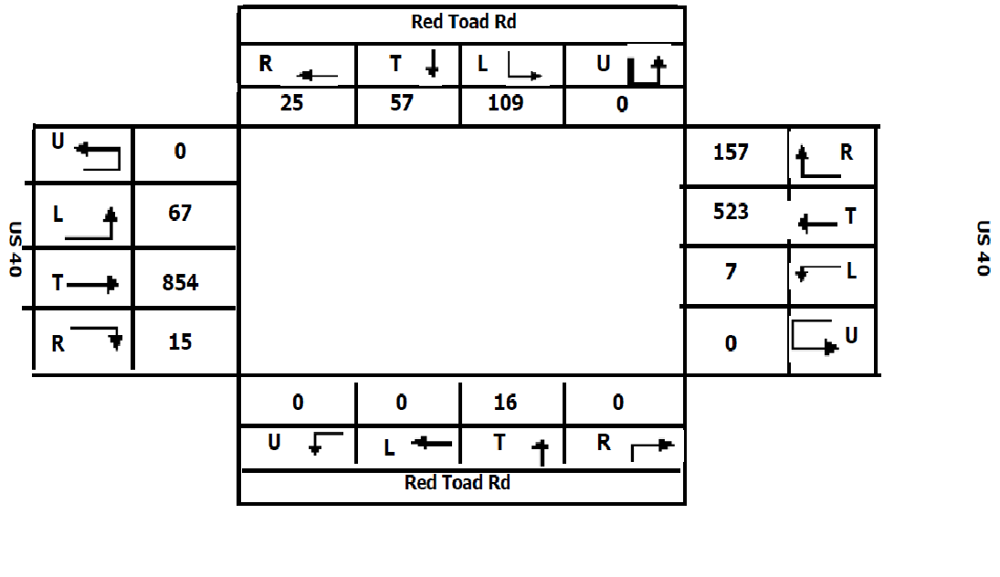 Red Toad Rd
R T L U
25 57 109 0
U 0
L 67
T 854
R 15
US 40
157 R
523 T
7 L
0 U
US 40
0 0 16 0
U L T R
Red Toad Rd